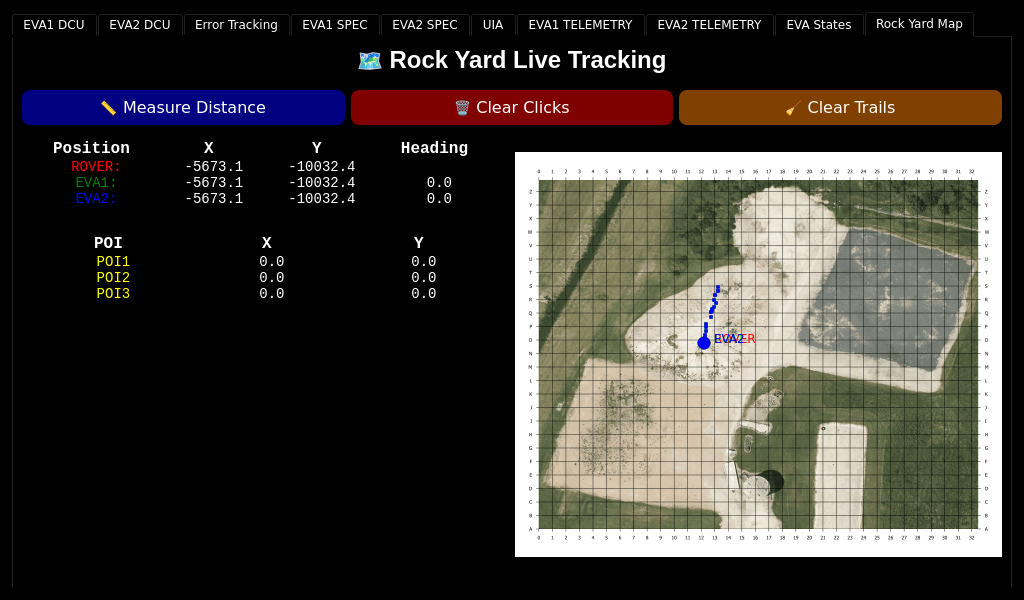 EVA1 DCU EVA2 DCU Error Tracking EVA1 SPEC EVA2 SPEC UIA EVA1 TELEMETRY EVA2 TELEMETRY EVA States Rock Yard Map
🗺️ Rock Yard Live Tracking
📏 Measure Distance 🗑️ Clear Clicks 🧹 Clear Trails
Position X Y Heading
ROVER: -5673.1 -10032.4
EVA1: -5673.1 -10032.4 0.0
EVA2: -5673.1 -10032.4 0.0
POI X Y
POI1 0.0 0.0
POI2 0.0 0.0
POI3 0.0 0.0
0 1 2 3 4 5 6 7 8 9 10 11 12 13 14 15 16 17 18 19 20 21 22 23 24 25 26 27 28 29 30 31 32
Z Z
Y Y
X X
W W
V V
U U
T T
S S
R R
Q Q
P P
O O
EVA2
N N
M M
L L
K K
J J
I I
H H
G G
F F
E E
D D
C C
B B
A A
0 1 2 3 4 5 6 7 8 9 10 11 12 13 14 15 16 17 18 19 20 21 22 23 24 25 26 27 28 29 30 31 32